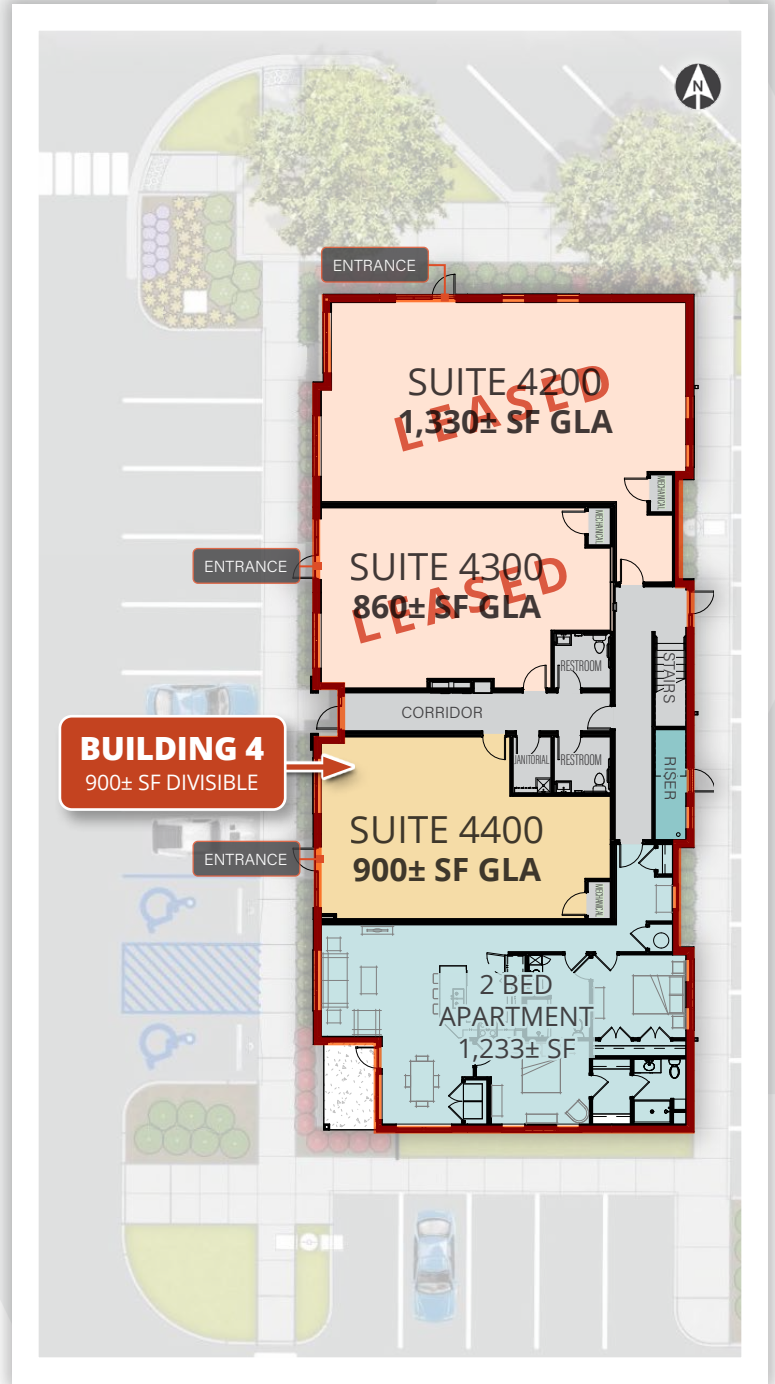 N
ENTRANCE
SUITE 4200
LEASED
1,330± SF GLA
MECHANICAL
MECHANICAL
ENTRANCE
SUITE 4300
LEASED
860± SF GLA
RESTROOM
STAIRS
CORRIDOR
BUILDING 4
900± SF DIVISIBLE
JANITORIAL
RESTROOM
RISER
SUITE 4400
900± SF GLA
ENTRANCE
MECHANICAL
2 BED
APARTMENT
1,233± SF